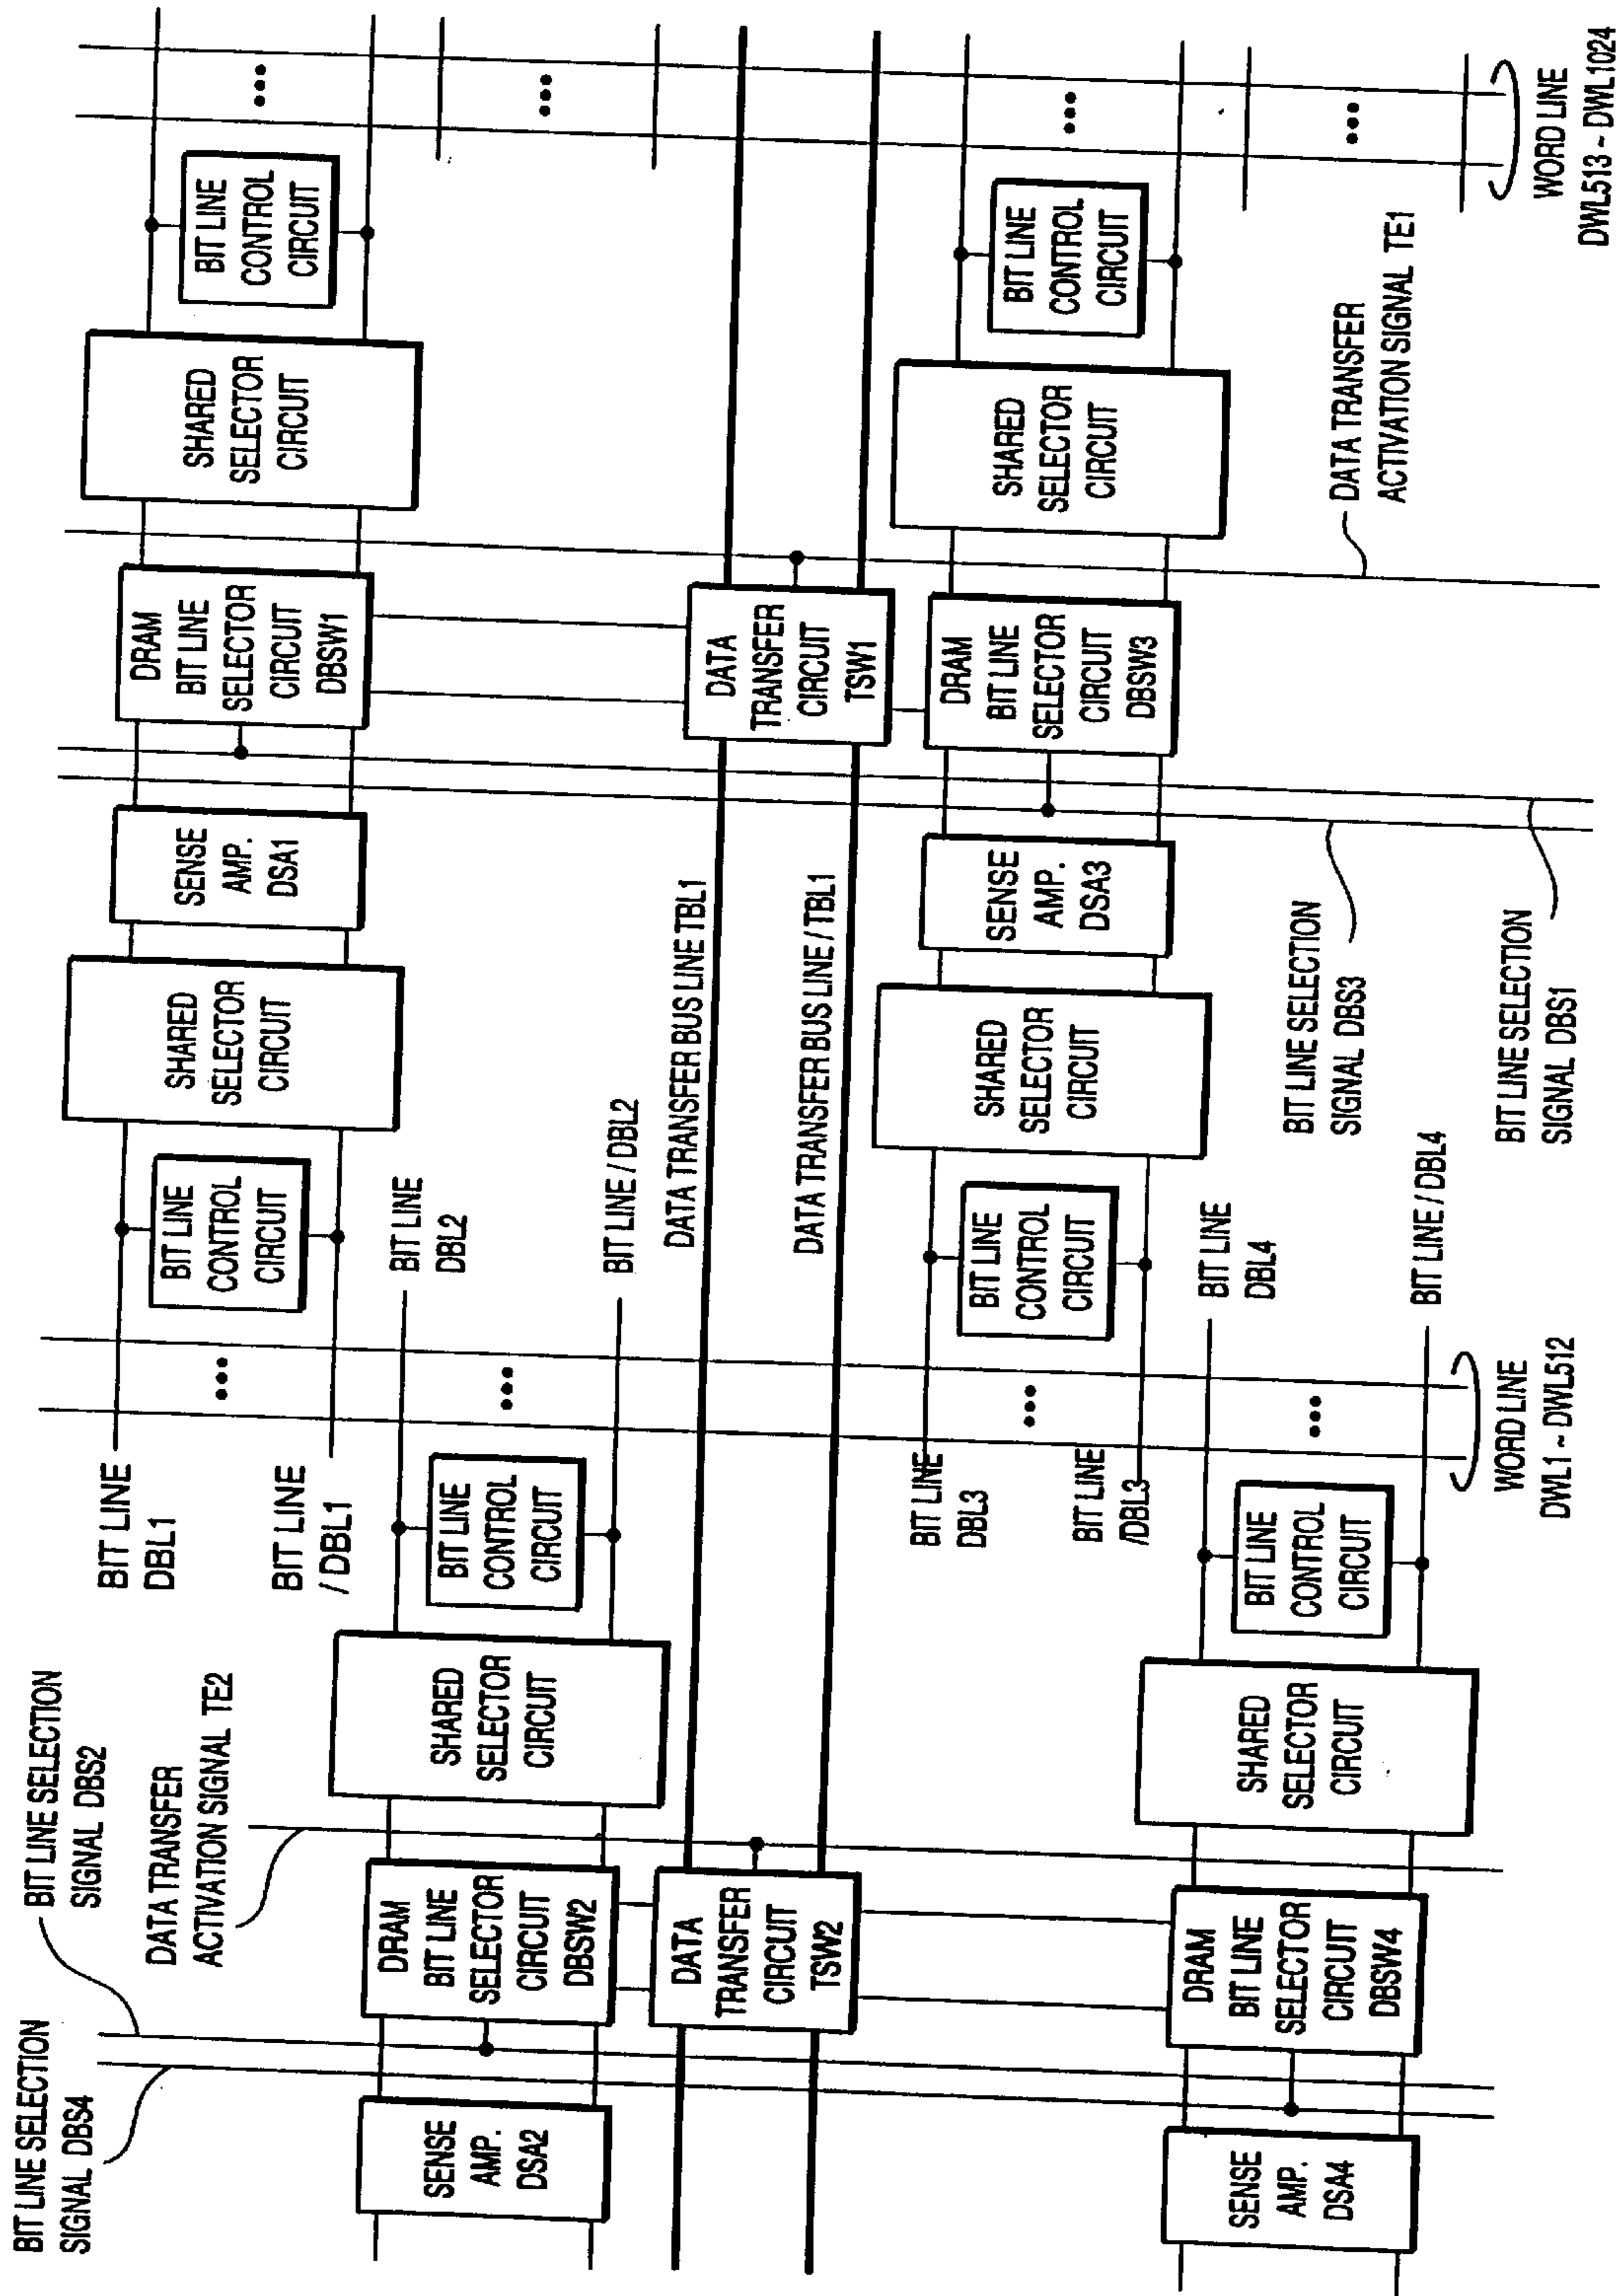 BIT LINE SELECTION
SIGNAL DBS4
BIT LINE SELECTION
SIGNAL DBS2
DATA TRANSFER
ACTIVATION SIGNAL TE2
BIT LINE
DBL1
BIT LINE
/ DBL1
BIT LINE
CONTROL
CIRCUIT
SHARED
SELECTOR
CIRCUIT
SENSE
AMP.
DSA1
DRAM
BIT LINE
SELECTOR
CIRCUIT
DBSW1
SHARED
SELECTOR
CIRCUIT
BIT LINE
CONTROL
CIRCUIT
SENSE
AMP.
DSA2
DRAM
BIT LINE
SELECTOR
CIRCUIT
DBSW2
SHARED
SELECTOR
CIRCUIT
BIT LINE
CONTROL
CIRCUIT
BIT LINE
DBL2
BIT LINE / DBL2
DATA
TRANSFER
CIRCUIT
TSW2
DATA TRANSFER BUS LINE TBL1
DATA TRANSFER BUS LINE / TBL1
DATA
TRANSFER
CIRCUIT
TSW1
BIT LINE
DBL3
BIT LINE
/DBL3
BIT LINE
CONTROL
CIRCUIT
SHARED
SELECTOR
CIRCUIT
SENSE
AMP.
DSA3
DRAM
BIT LINE
SELECTOR
CIRCUIT
DBSW3
SHARED
SELECTOR
CIRCUIT
BIT LINE
CONTROL
CIRCUIT
SENSE
AMP.
DSA4
DRAM
BIT LINE
SELECTOR
CIRCUIT
DBSW4
SHARED
SELECTOR
CIRCUIT
BIT LINE
CONTROL
CIRCUIT
BIT LINE
DBL4
BIT LINE / DBL4
BIT LINE SELECTION
SIGNAL DBS3
BIT LINE SELECTION
SIGNAL DBS1
DATA TRANSFER
ACTIVATION SIGNAL TE1
WORD LINE
DWL1 ~ DWL512
WORD LINE
DWL513 ~ DWL1024